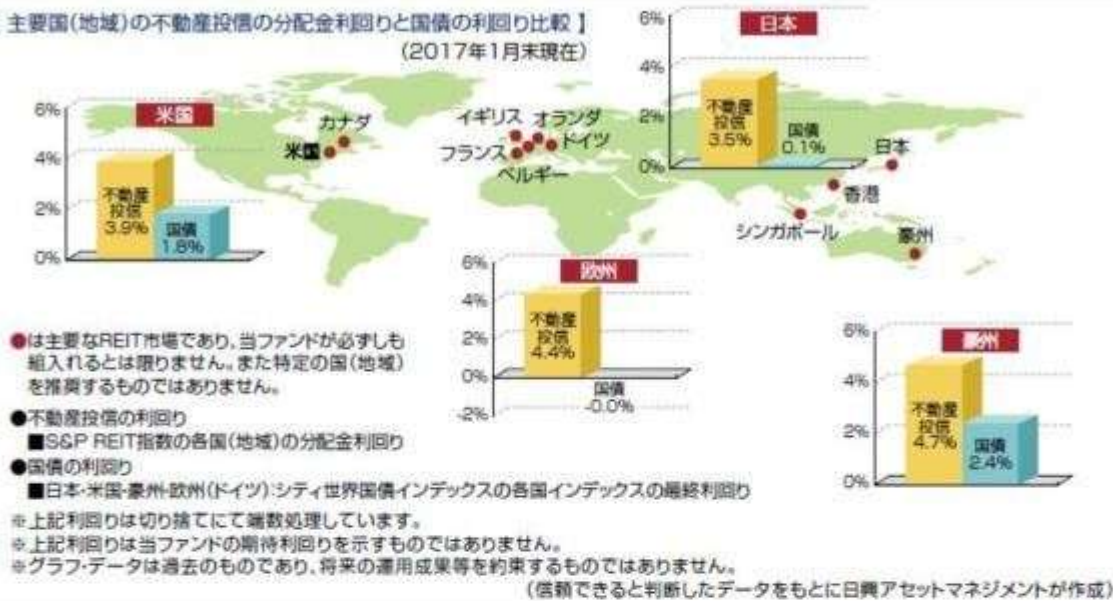 主要国(地域)の不動産投信の分配金利回りと国債の利回り比較】
(2017年1月末現在)
6%
4%
2%
0%
米国
不動産
投信
3.9%
国債
1.8%
カナダ
米国
イギリス
オランダ
フランス
ドイツ
ベルギー
6%
4%
2%
0%
日本
不動産
投信
3.5%
国債
0.1%
日本
香港
シンガポール
豪州
6%
4%
2%
0%
-2%
欧州
不動産
投信
4.4%
国債
-0.0%
6%
4%
2%
0%
豪州
不動産
投信
4.7%
国債
2.4%
●は主要なREIT市場であり、当ファンドが必ずしも
組入れるとは限りません。また特定の国(地域)
を推奨するものではありません。
●不動産投信の利回り
■S&P REIT指数の各国(地域)の分配金利回り
●国債の利回り
■日本・米国・豪州・欧州(ドイツ):シティ世界国債インデックスの各国インデックスの最終利回り
※上記利回りは切り捨てにて端数処理しています。
※上記利回りは当ファンドの期待利回りを示すものではありません。
※グラフ・データは過去のものであり、将来の運用成果等を約束するものではありません。
(信頼できると判断したデータをもとに日興アセットマネジメントが作成)